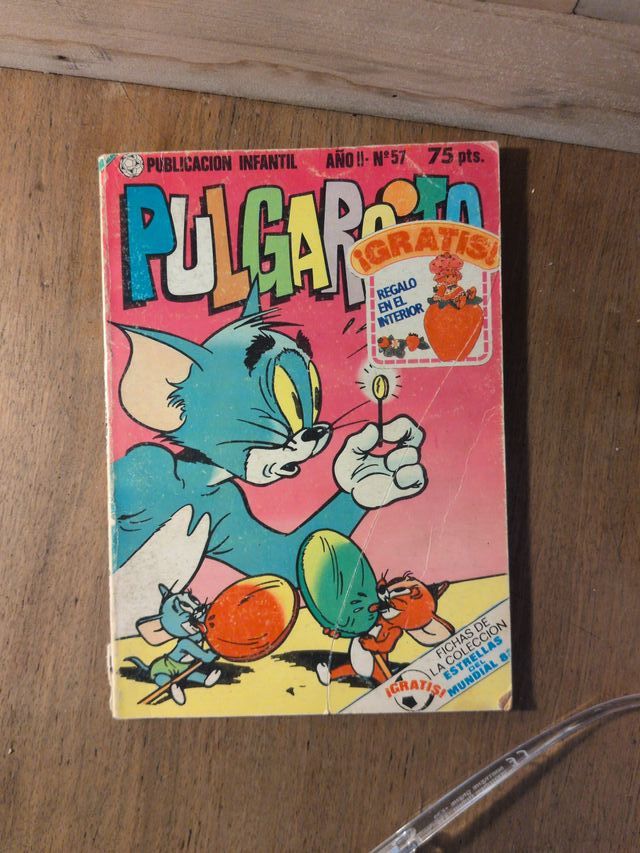 PUBLICACION INFANTIL AÑO II - Nº 57 75 pts.
PULGARCITO
¡GRATIS!
REGALO
EN EL
INTERIOR
FICHAS DE
LA COLECCION
ESTRELLAS
DEL
MUNDIAL 82
¡GRATIS!
CE